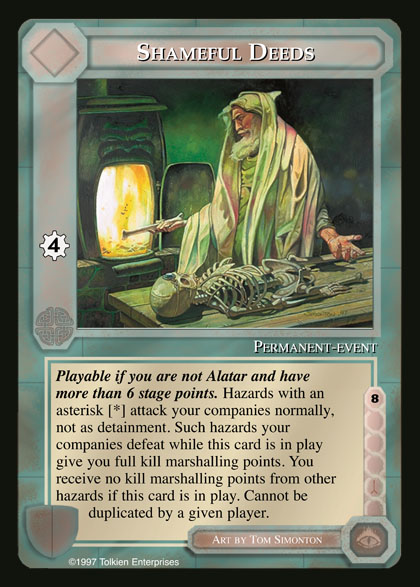 Shameful Deeds
4
Permanent-event
Playable if you are not Alatar and have
more than 6 stage points. Hazards with an
asterisk [*] attack your companies normally,
not as detainment. Such hazards your
companies defeat while this card is in play
give you full kill marshalling points. You
receive no kill marshalling points from other
hazards if this card is in play. Cannot be
duplicated by a given player.
8
Art by Tom Simonton
©1997 Tolkien Enterprises